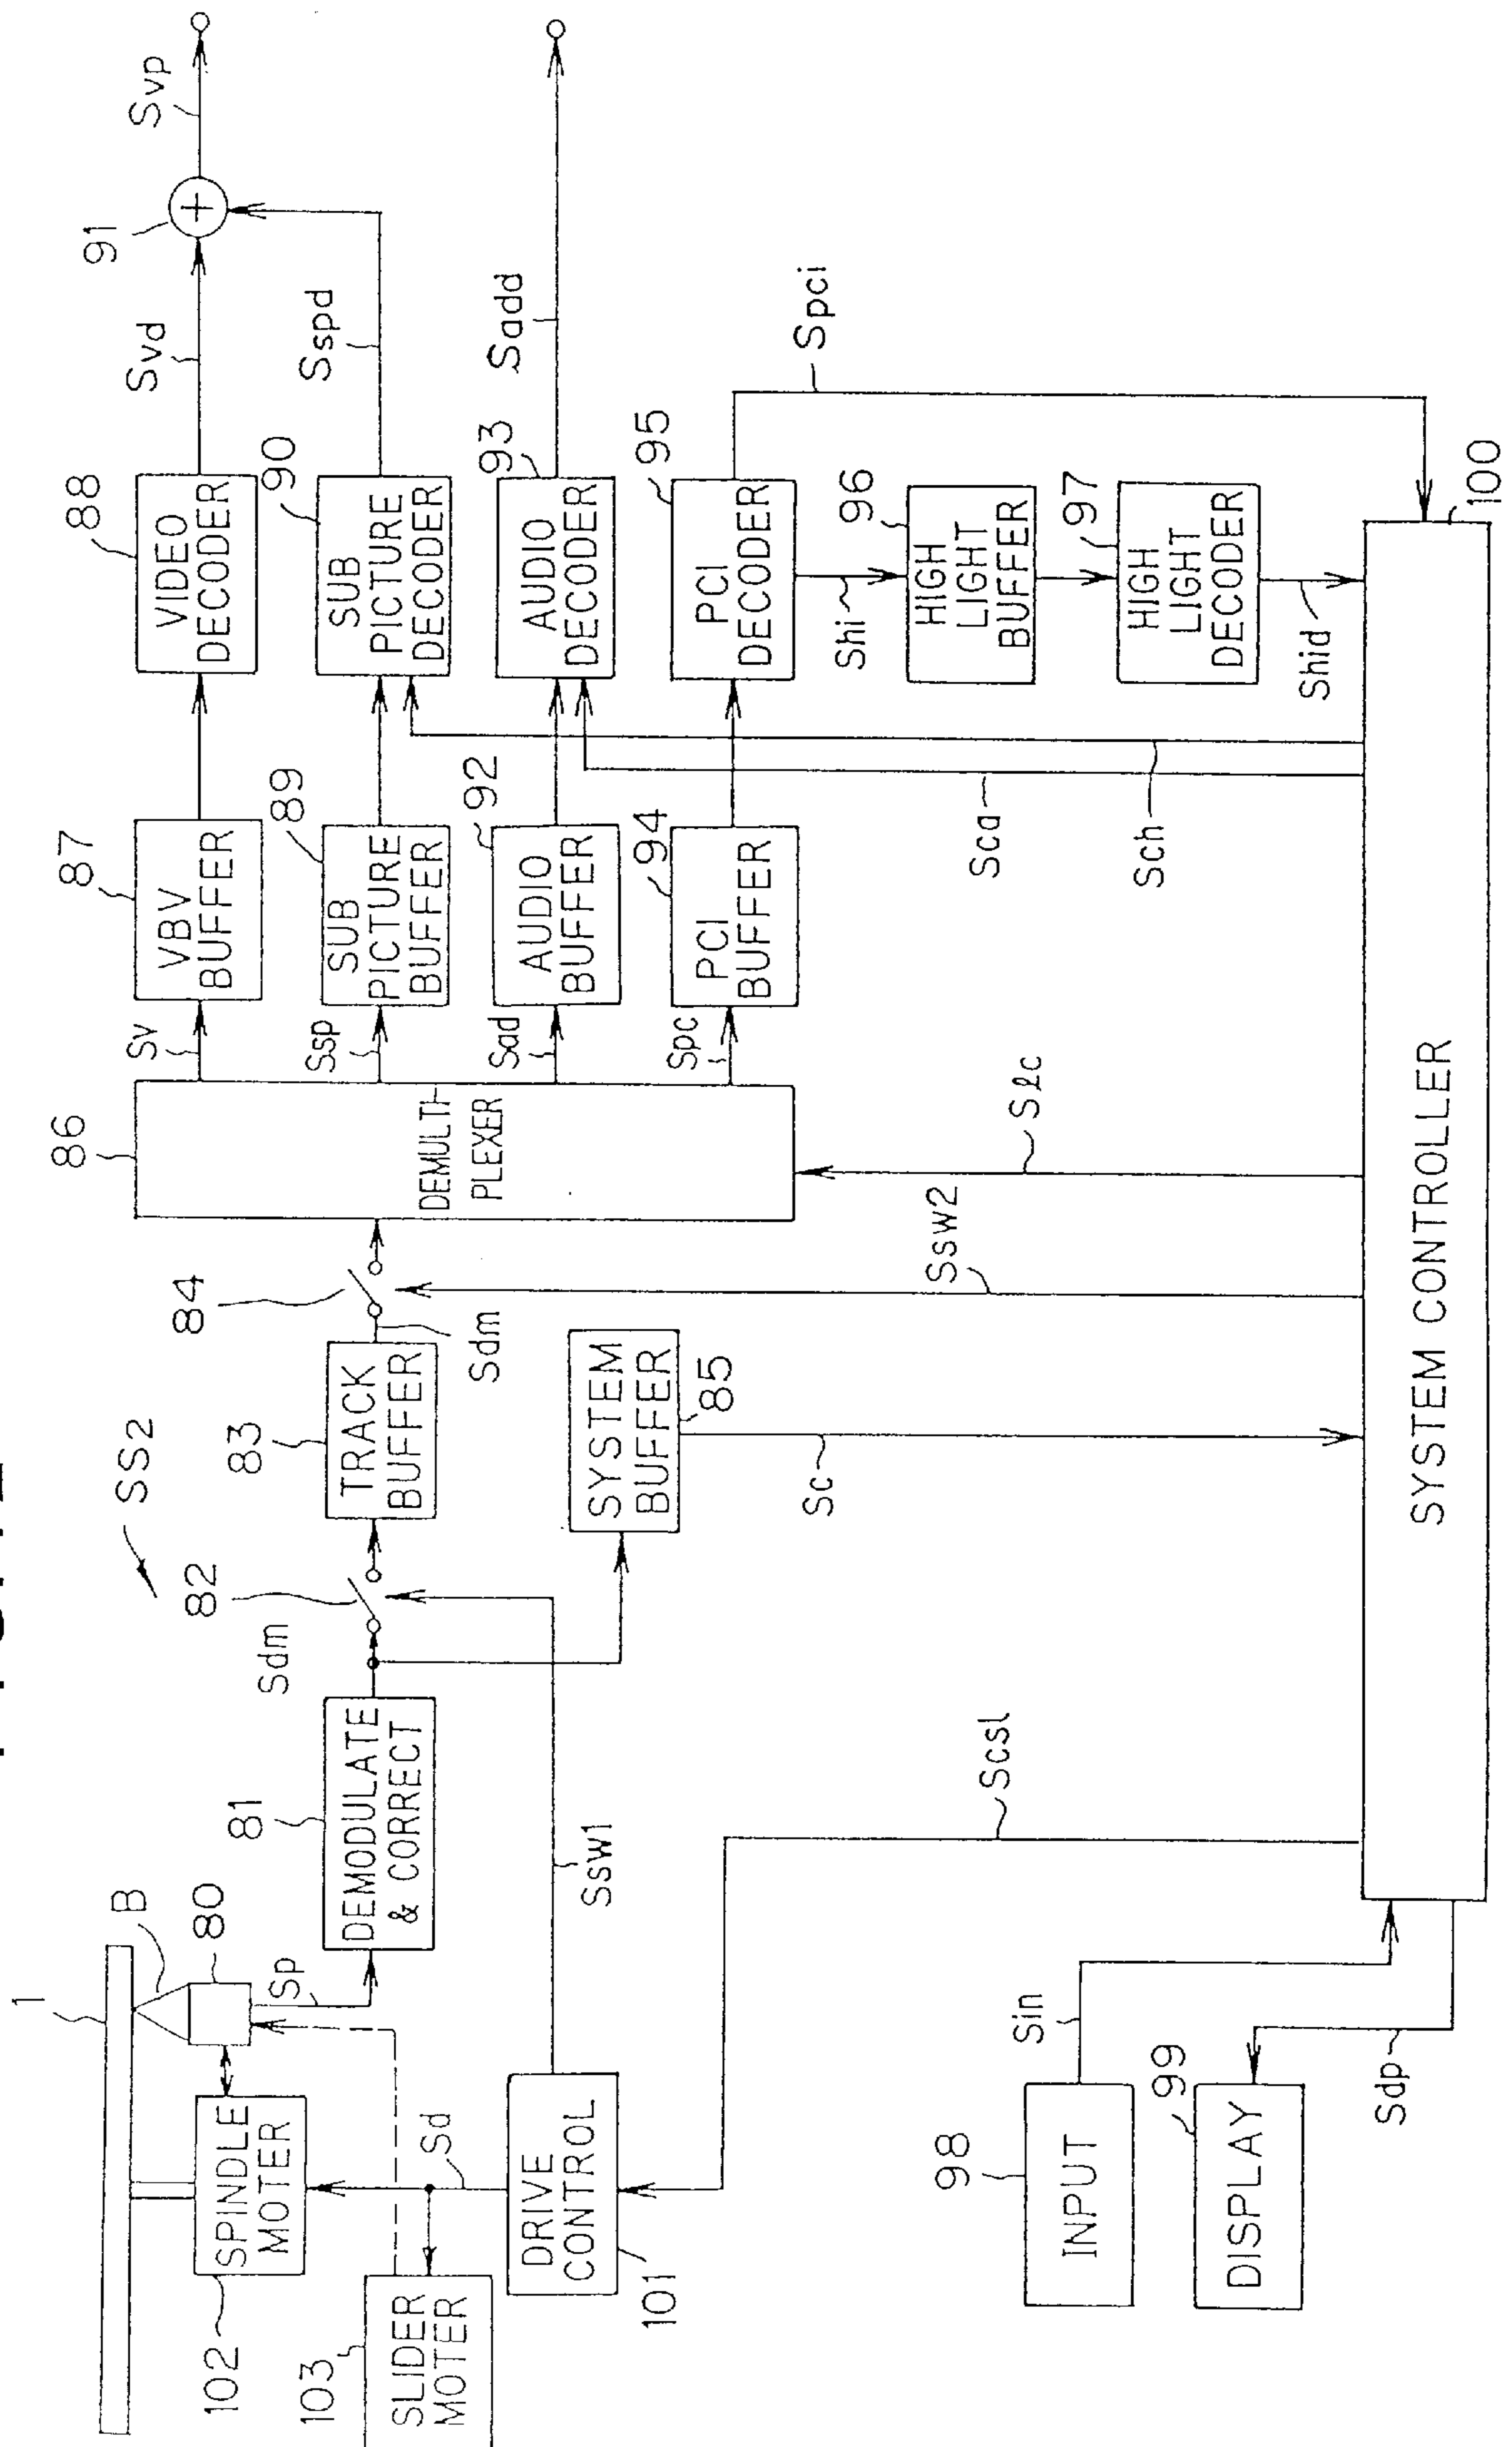 SS2
1
B
80
Sp
SPINDLE
MOTER
102
SLIDER
MOTER
103
Sd
DRIVE
CONTROL
101
81
DEMODULATE
& CORRECT
Sdm
82
Ssw1
83
TRACK
BUFFER
84
Sdm
SYSTEM
BUFFER
85
Sc
Ssw2
Scsl
Slc
86
DEMULTI-
PLEXER
Sv
Ssp
Sad
Spc
87
VBV
BUFFER
89
SUB
PICTURE
BUFFER
92
AUDIO
BUFFER
94
PCI
BUFFER
88
VIDEO
DECODER
90
SUB
PICTURE
DECODER
93
AUDIO
DECODER
95
PCI
DECODER
Svd
91
+
Svp
Sspd
Sadd
Spci
Shi
96
HIGH
LIGHT
BUFFER
97
HIGH
LIGHT
DECODER
Shid
Sca
Sch
100
SYSTEM CONTROLLER
98
INPUT
Sin
99
DISPLAY
Sdp